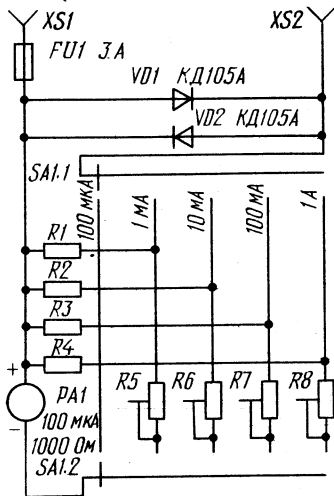 XS1 XS2
FU1 3A
VD1 КД105А
VD2 КД105А
SA1.1
100 МКА
1 МА
10 МА
100 МА
1 А
R1
R2
R3
R4
R5 R6 R7 R8
+
PA1
100 МКА
1000 Ом
−
SA1.2